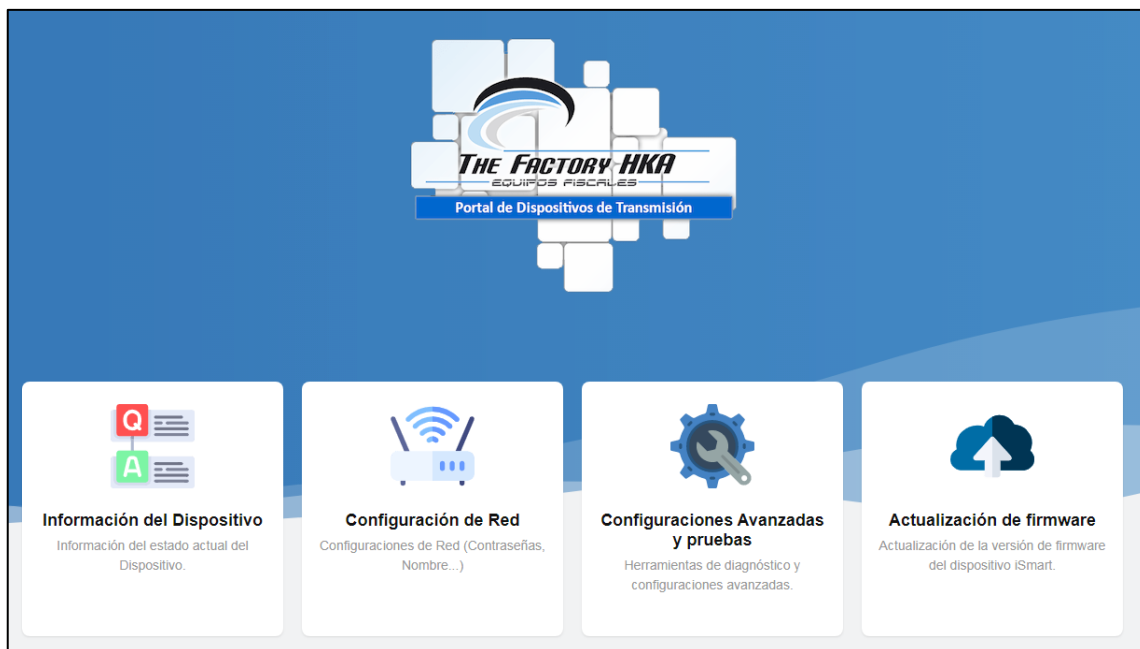 THE FACTORY HKA
EQUIPOS FISCALES
Portal de Dispositivos de Transmisión
Q
A
Información del Dispositivo
Información del estado actual del
Dispositivo.
Configuración de Red
Configuraciones de Red (Contraseñas,
Nombre...)
Configuraciones Avanzadas
y pruebas
Herramientas de diagnóstico y
configuraciones avanzadas.
Actualización de firmware
Actualización de la versión de firmware
del dispositivo iSmart.